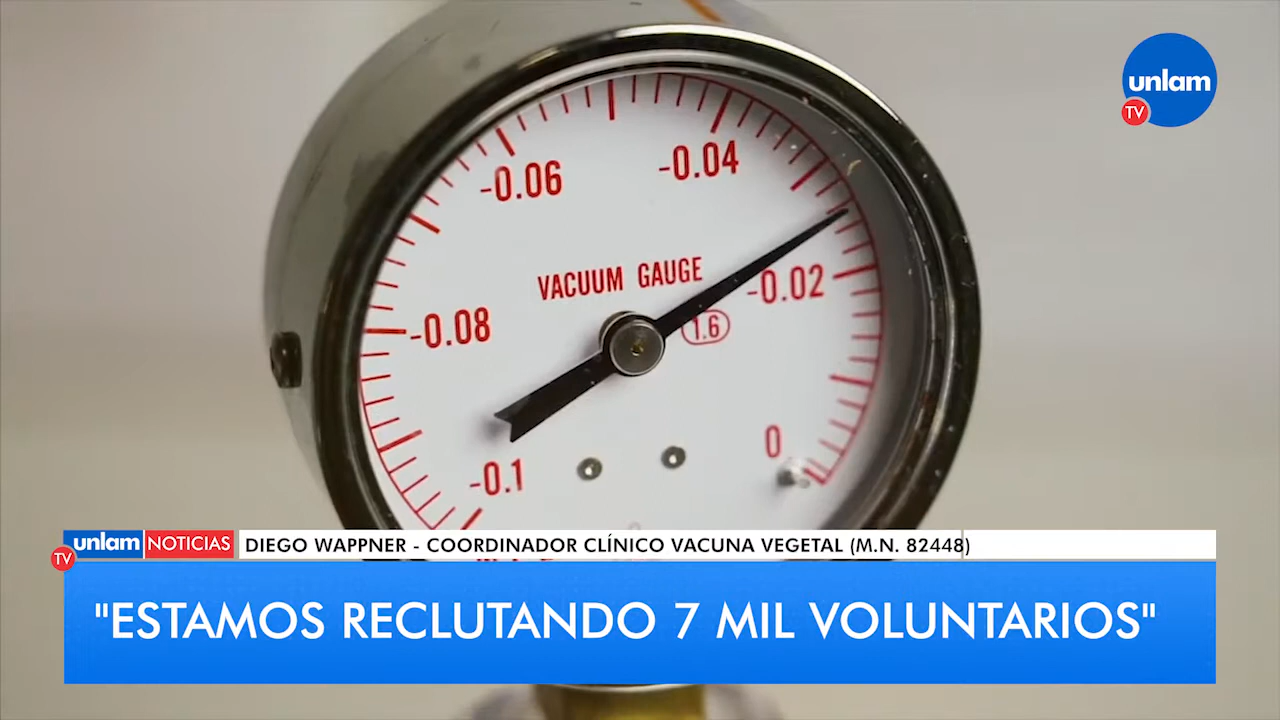 unlam
TV
-0.04
-0.06
VACUUM GAUGE
-0.02
1.6
-0.08
0
-0.1
unlam NOTICIAS DIEGO WAPPNER - COORDINADOR CLÍNICO VACUNA VEGETAL (M.N. 82448)
TV
"ESTAMOS RECLUTANDO 7 MIL VOLUNTARIOS"